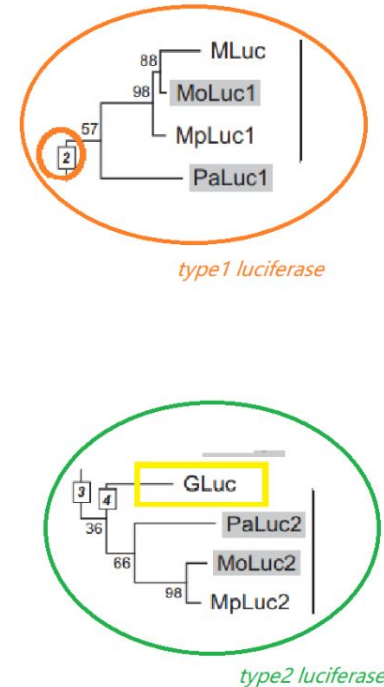 MLuc
88
MoLuc1
98
MpLuc1
57
2
PaLuc1
type1 luciferase
GLuc
3
4
PaLuc2
36
MoLuc2
66
98
MpLuc2
type2 luciferase